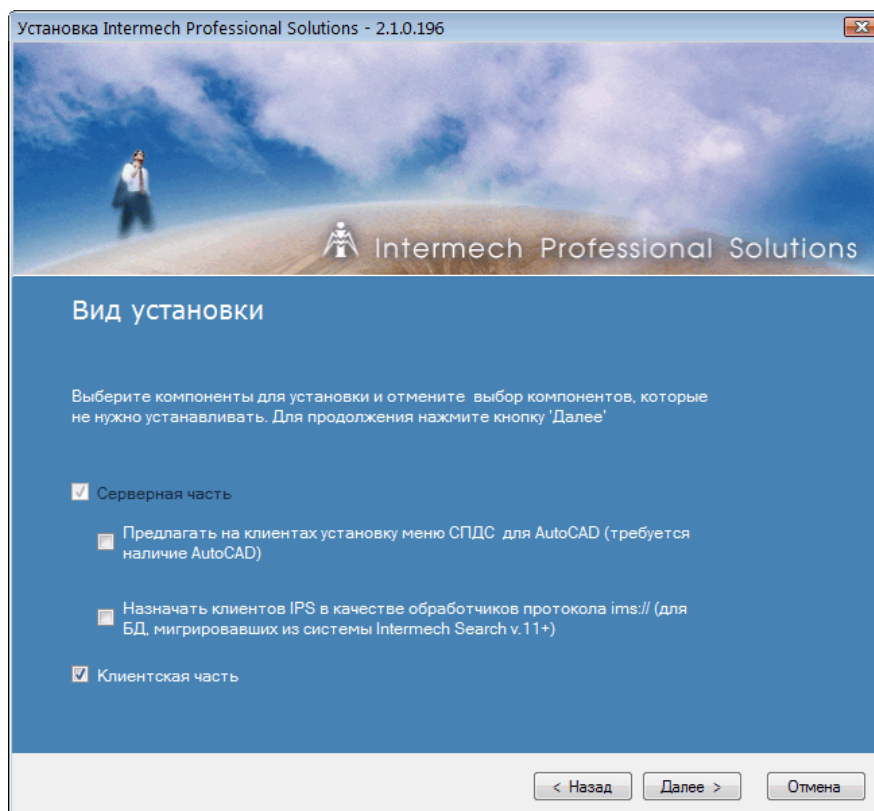 Установка Intermech Professional Solutions - 2.1.0.196
Intermech Professional Solutions
Вид установки
Выберите компоненты для установки и отмените выбор компонентов, которые
не нужно устанавливать. Для продолжения нажмите кнопку 'Далее'
Серверная часть
Предлагать на клиентах установку меню СПДС для AutoCAD (требуется
наличие AutoCAD)
Назначать клиентов IPS в качестве обработчиков протокола ims:// (для
БД, мигрировавших из системы Intermech Search v.11+)
Клиентская часть
< Назад
Далее >
Отмена